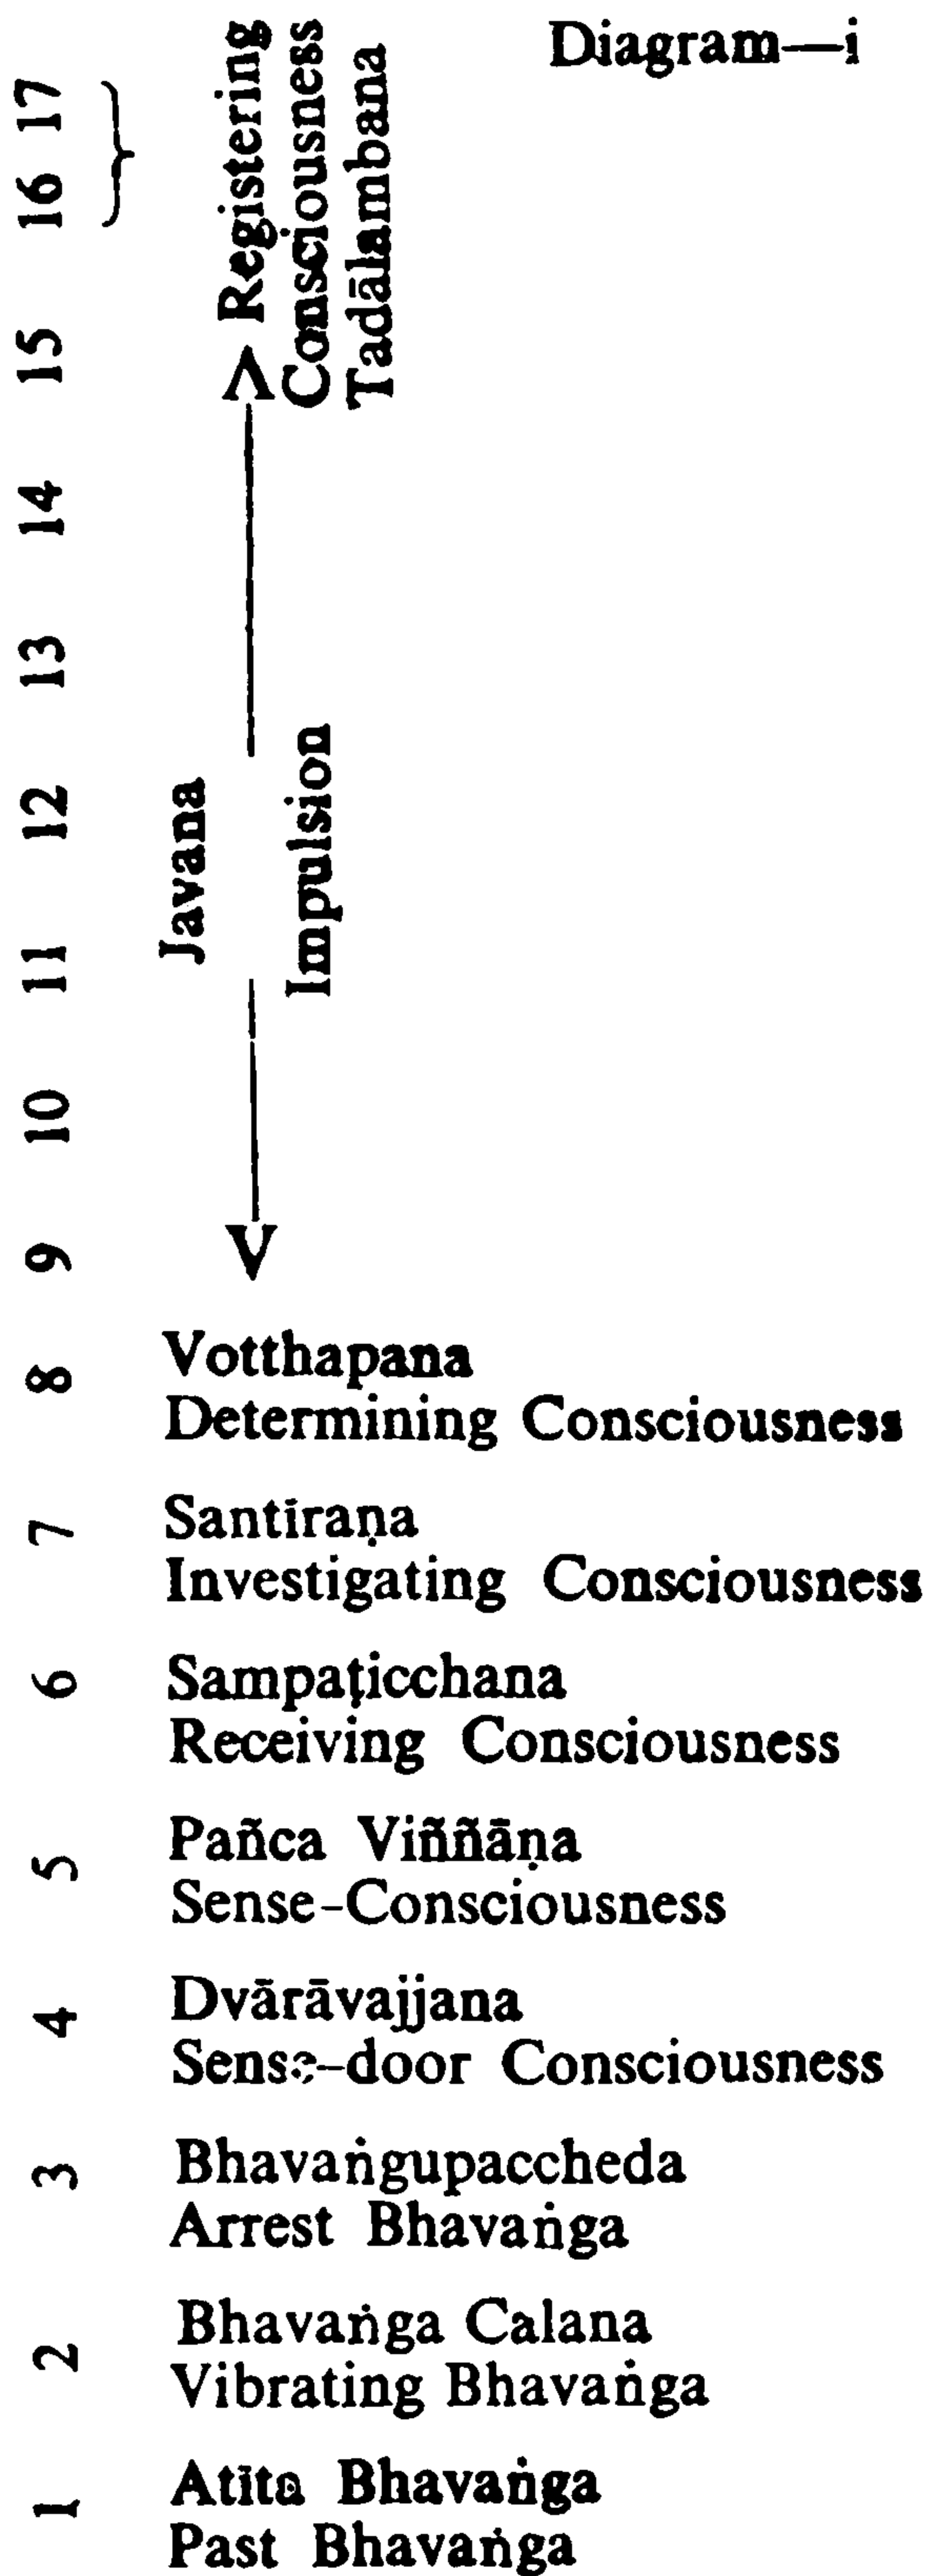 Diagram—i
16 17
Registering
Consciousness
Tadālambana
15
14
13
12
11
10
9
Javana
Impulsion
8
Votthapana
Determining Consciousness
7
Santīraṇa
Investigating Consciousness
6
Sampaṭicchana
Receiving Consciousness
5
Pañca Viññāṇa
Sense-Consciousness
4
Dvārāvajjana
Sense-door Consciousness
3
Bhavaṅgupaccheda
Arrest Bhavaṅga
2
Bhavaṅga Calana
Vibrating Bhavaṅga
1
Atīta Bhavaṅga
Past Bhavaṅga